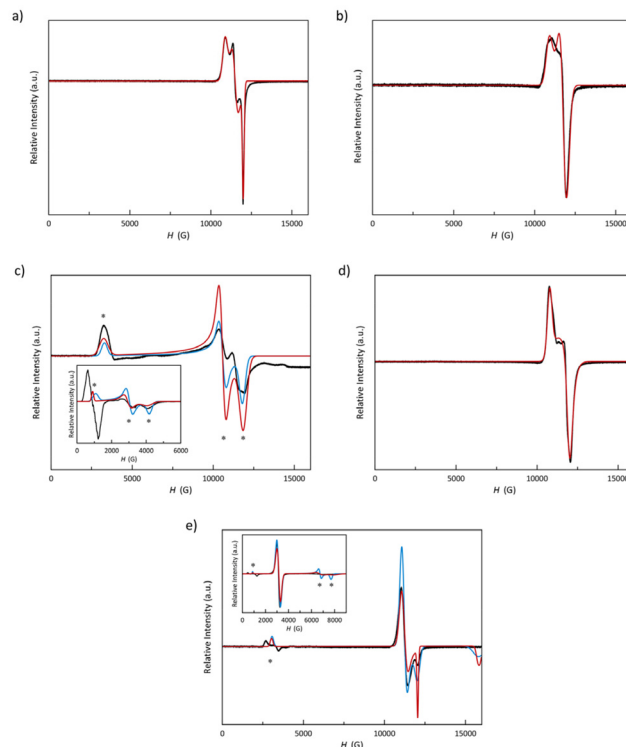 a)
Relative Intensity (a.u.)
0 5000 10000 15000
H (G)
b)
Relative Intensity (a.u.)
0 5000 10000 15000
H (G)
c)
Relative Intensity (a.u.)
*
* *
0 5000 10000 15000
H (G)
Relative Intensity (a.u.)
*
* *
0 2000 4000 6000
H (G)
d)
Relative Intensity (a.u.)
0 5000 10000 15000
H (G)
e)
Relative Intensity (a.u.)
*
0 5000 10000 15000
H (G)
Relative Intensity (a.u.)
*
* *
0 2000 4000 6000 8000
H (G)